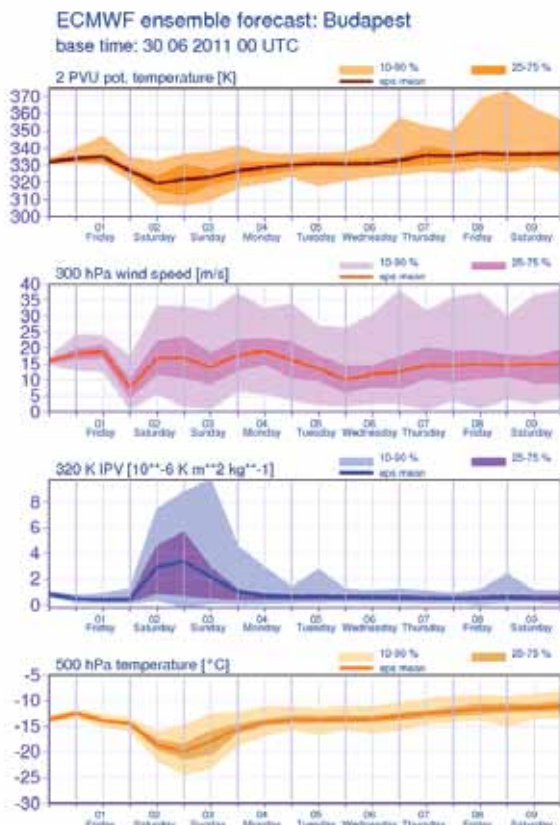 ECMWF ensemble forecast: Budapest
base time: 30 06 2011 00 UTC
2 PVU pot. temperature [K]
10-90 %
25-75 %
eps mean
370
360
350
340
330
320
310
300
01 02 03 04 05 06 07 08 09
Friday Saturday Sunday Monday Tuesday Wednesday Thursday Friday Saturday
300 hPa wind speed [m/s]
10-90 %
25-75 %
eps mean
40
35
30
25
20
15
10
5
0
01 02 03 04 05 06 07 08 09
Friday Saturday Sunday Monday Tuesday Wednesday Thursday Friday Saturday
320 K IPV [10**-6 K m**2 kg**-1]
10-90 %
25-75 %
eps mean
8
6
4
2
0
01 02 03 04 05 06 07 08 09
Friday Saturday Sunday Monday Tuesday Wednesday Thursday Friday Saturday
500 hPa temperature [°C]
10-90 %
25-75 %
eps mean
-5
-10
-15
-20
-25
-30
01 02 03 04 05 06 07 08 09
Friday Saturday Sunday Monday Tuesday Wednesday Thursday Friday Saturday